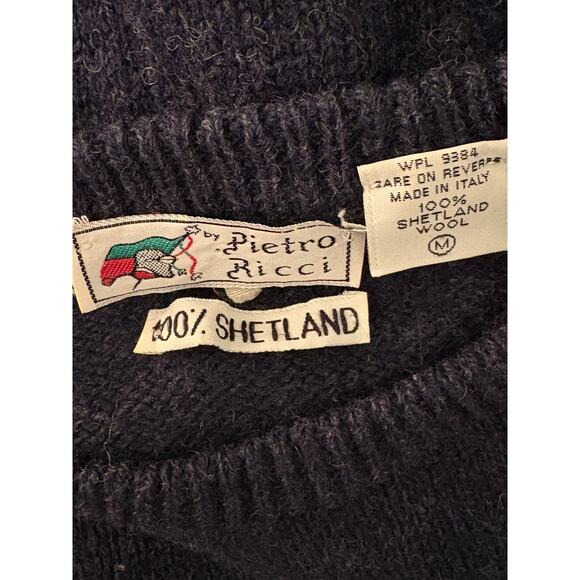 by Pietro
Ricci
100% SHETLAND
WPL 9384
CARE ON REVERSE
MADE IN ITALY
100%
SHETLAND
WOOL
M